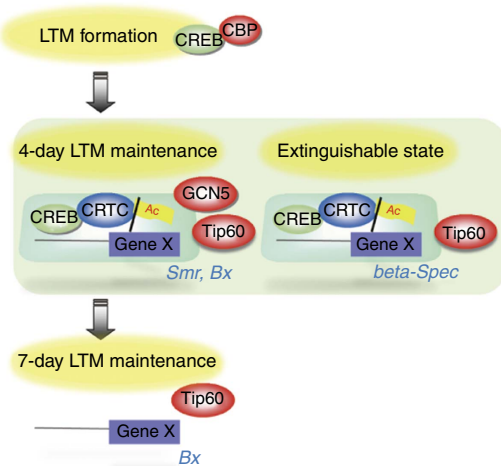 LTM formation
CREB
CBP
4-day LTM maintenance
GCN5
CREB
CRTC
Ac
Tip60
Gene X
Smr, Bx
Extinguishable state
CREB
CRTC
Ac
Tip60
Gene X
beta-Spec
7-day LTM maintenance
Tip60
Gene X
Bx